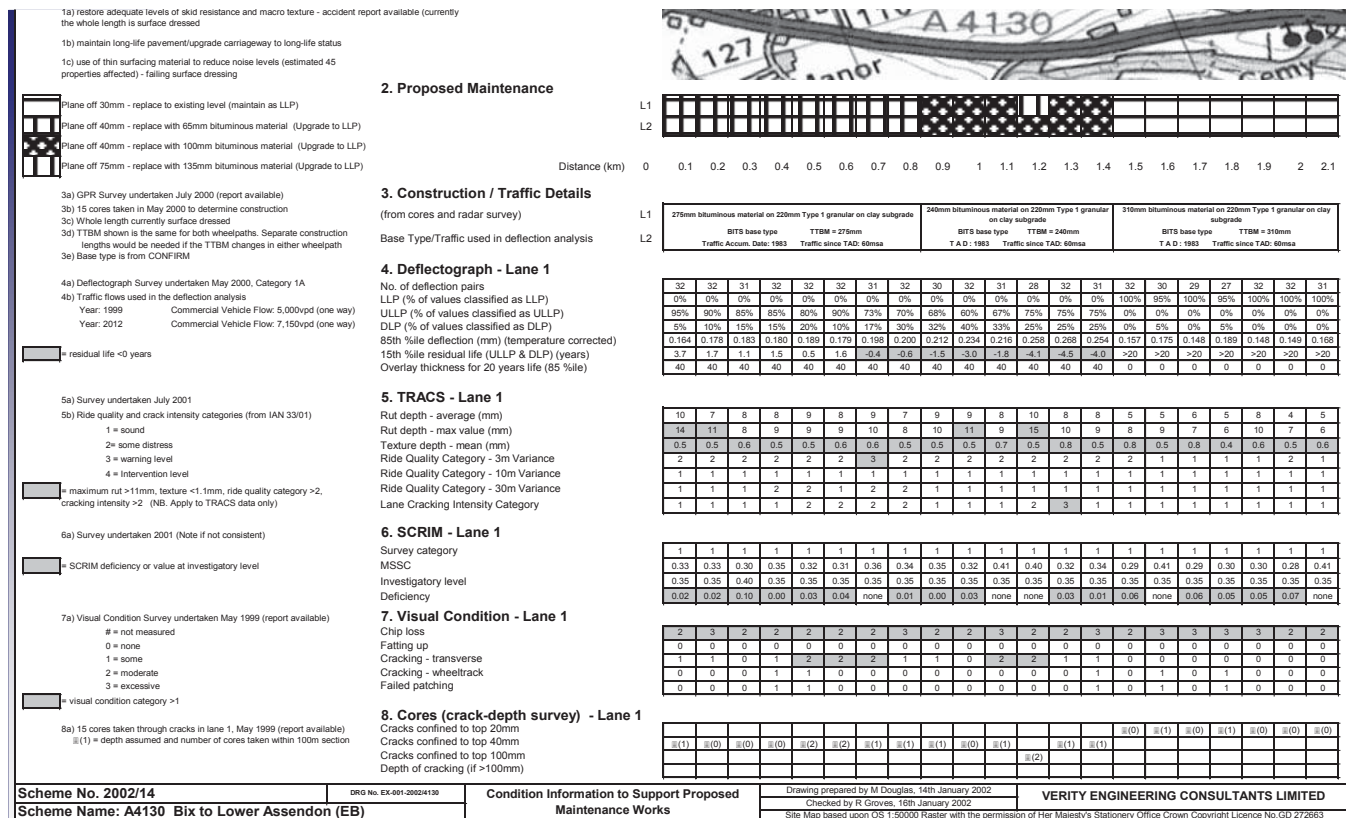 1a) restore adequate levels of skid resistance and macro texture - accident report available (currently
the whole length is surface dressed
1b) maintain long-life pavement/upgrade carriageway to long-life status
1c) use of thin surfacing material to reduce noise levels (estimated 45
properties affected) - failing surface dressing
A 4130
127
Manor
Cemy
2. Proposed Maintenance
Plane off 30mm - replace to existing level (maintain as LLP)
L1
Plane off 40mm - replace with 65mm bituminous material (Upgrade to LLP)
L2
Plane off 40mm - replace with 100mm bituminous material (Upgrade to LLP)
Plane off 75mm - replace with 135mm bituminous material (Upgrade to LLP)
Distance (km) 0 0.1 0.2 0.3 0.4 0.5 0.6 0.7 0.8 0.9 1 1.1 1.2 1.3 1.4 1.5 1.6 1.7 1.8 1.9 2 2.1
3a) GPR Survey undertaken July 2000 (report available)
3b) 15 cores taken in May 2000 to determine construction
3c) Whole length currently surface dressed
3d) TTBM shown is the same for both wheelpaths. Separate construction
lengths would be needed if the TTBM changes in either wheelpath
3e) Base type is from CONFIRM
3. Construction / Traffic Details
(from cores and radar survey) L1
Base Type/Traffic used in deflection analysis L2
275mm bituminous material on 220mm Type 1 granular on clay subgrade
BITS base type TTBM = 275mm
Traffic Accum. Date: 1983 Traffic since TAD: 60msa
240mm bituminous material on 220mm Type 1 granular
on clay subgrade
BITS base type TTBM = 240mm
T A D : 1983 Traffic since TAD: 60msa
310mm bituminous material on 220mm Type 1 granular on clay
subgrade
BITS base type TTBM = 310mm
T A D : 1983 Traffic since TAD: 60msa
4a) Deflectograph Survey undertaken May 2000, Category 1A
4b) Traffic flows used in the deflection analysis
Year: 1999 Commercial Vehicle Flow: 5,000vpd (one way)
Year: 2012 Commercial Vehicle Flow: 7,150vpd (one way)
= residual life <0 years
4. Deflectograph - Lane 1
No. of deflection pairs 32 32 31 32 32 32 31 32 30 32 31 28 31 32 32 30 29 27 32 32 31
LLP (% of values classified as LLP) 0% 0% 0% 0% 0% 0% 0% 0% 0% 0% 0% 0% 0% 0% 100% 95% 100% 95% 100% 100% 100%
ULLP (% of values classified as ULLP) 95% 90% 85% 85% 80% 90% 73% 70% 68% 60% 67% 75% 75% 75% 0% 0% 0% 0% 0% 0% 0%
DLP (% of values classified as DLP) 5% 10% 15% 15% 20% 10% 17% 30% 32% 40% 33% 25% 25% 25% 0% 5% 0% 5% 0% 0% 0%
85th %ile deflection (mm) (temperature corrected) 0.164 0.178 0.183 0.180 0.189 0.179 0.198 0.200 0.212 0.234 0.216 0.258 0.268 0.254 0.157 0.175 0.148 0.189 0.148 0.149 0.168
15th %ile residual life (ULLP & DLP) (years) 3.7 1.7 1.1 1.5 0.5 1.6 -0.4 -0.6 -1.5 -3.0 -1.8 -4.1 -4.5 -4.0 >20 >20 >20 >20 >20 >20 >20
Overlay thickness for 20 years life (85 %ile) 40 40 40 40 40 40 40 40 40 40 40 40 40 40 0 0 0 0 0 0 0
5a) Survey undertaken July 2001
5b) Ride quality and crack intensity categories (from IAN 33/01)
1 = sound
2= some distress
3 = warning level
4 = Intervention level
= maximum rut >11mm, texture <1.1mm, ride quality category >2,
cracking intensity >2 (NB. Apply to TRACS data only)
5. TRACS - Lane 1
Rut depth - average (mm) 10 7 8 8 9 8 9 7 9 9 8 10 8 8 5 5 6 5 8 4 5
Rut depth - max value (mm) 14 11 8 9 9 9 10 8 10 11 9 15 10 9 8 9 7 6 10 7 6
Texture depth - mean (mm) 0.5 0.5 0.6 0.5 0.5 0.6 0.6 0.5 0.5 0.5 0.7 0.5 0.8 0.5 0.8 0.5 0.8 0.4 0.6 0.5 0.6
Ride Quality Category - 3m Variance 2 2 2 2 2 2 3 2 2 2 2 2 2 2 2 2 1 1 1 2 1
Ride Quality Category - 10m Variance 1 1 1 1 1 1 1 1 1 1 1 1 1 1 1 1 1 1 1 1 1
Ride Quality Category - 30m Variance 1 1 1 2 2 1 2 2 1 1 1 1 1 1 1 1 1 1 1 1 1
Lane Cracking Intensity Category 1 1 1 1 2 2 2 2 1 1 1 2 3 1 1 1 1 1 1 1 1
6a) Survey undertaken 2001 (Note if not consistent)
= SCRIM deficiency or value at investigatory level
6. SCRIM - Lane 1
Survey category 1 1 1 1 1 1 1 1 1 1 1 1 1 1 1 1 1 1 1 1 1
MSSC 0.33 0.33 0.30 0.35 0.32 0.31 0.36 0.34 0.35 0.32 0.41 0.40 0.32 0.34 0.29 0.41 0.29 0.30 0.30 0.28 0.41
Investigatory level 0.35 0.35 0.40 0.35 0.35 0.35 0.35 0.35 0.35 0.35 0.35 0.35 0.35 0.35 0.35 0.35 0.35 0.35 0.35 0.35 0.35
Deficiency 0.02 0.02 0.10 0.00 0.03 0.04 none 0.01 0.00 0.03 none none 0.03 0.01 0.06 none 0.06 0.05 0.05 0.07 none
7a) Visual Condition Survey undertaken May 1999 (report available)
# = not measured
0 = none
1 = some
2 = moderate
3 = excessive
= visual condition category >1
7. Visual Condition - Lane 1
Chip loss 2 3 2 2 2 2 2 3 2 2 3 2 2 3 2 3 3 3 3 2 2
Fatting up 0 0 0 0 0 0 0 0 0 0 0 0 0 0 0 0 0 0 0 0 0
Cracking - transverse 1 1 0 1 2 2 2 1 1 0 2 2 1 1 0 0 0 0 0 0 0
Cracking - wheeltrack 0 0 0 1 1 0 0 0 0 0 0 0 0 1 0 1 0 1 0 0 0
Failed patching 0 0 0 1 1 0 0 0 0 0 0 0 0 1 0 1 0 1 0 0 0
8a) 15 cores taken through cracks in lane 1, May 1999 (report available)
(1) = depth assumed and number of cores taken within 100m section
8. Cores (crack-depth survey) - Lane 1
Cracks confined to top 20mm (0) (1) (0) (1) (0) (0) (0)
Cracks confined to top 40mm (1) (0) (0) (0) (2) (2) (1) (1) (1) (0) (1) (1) (1)
Cracks confined to top 100mm (2)
Depth of cracking (if >100mm)
Scheme No. 2002/14
DRG No. EX-001-2002/4130
Scheme Name: A4130 Bix to Lower Assendon (EB)
Condition Information to Support Proposed
Maintenance Works
Drawing prepared by M Douglas, 14th January 2002
Checked by R Groves, 16th January 2002
VERITY ENGINEERING CONSULTANTS LIMITED
Site Map based upon OS 1:50000 Raster with the permission of Her Majesty's Stationery Office Crown Copyright Licence No.GD 272663